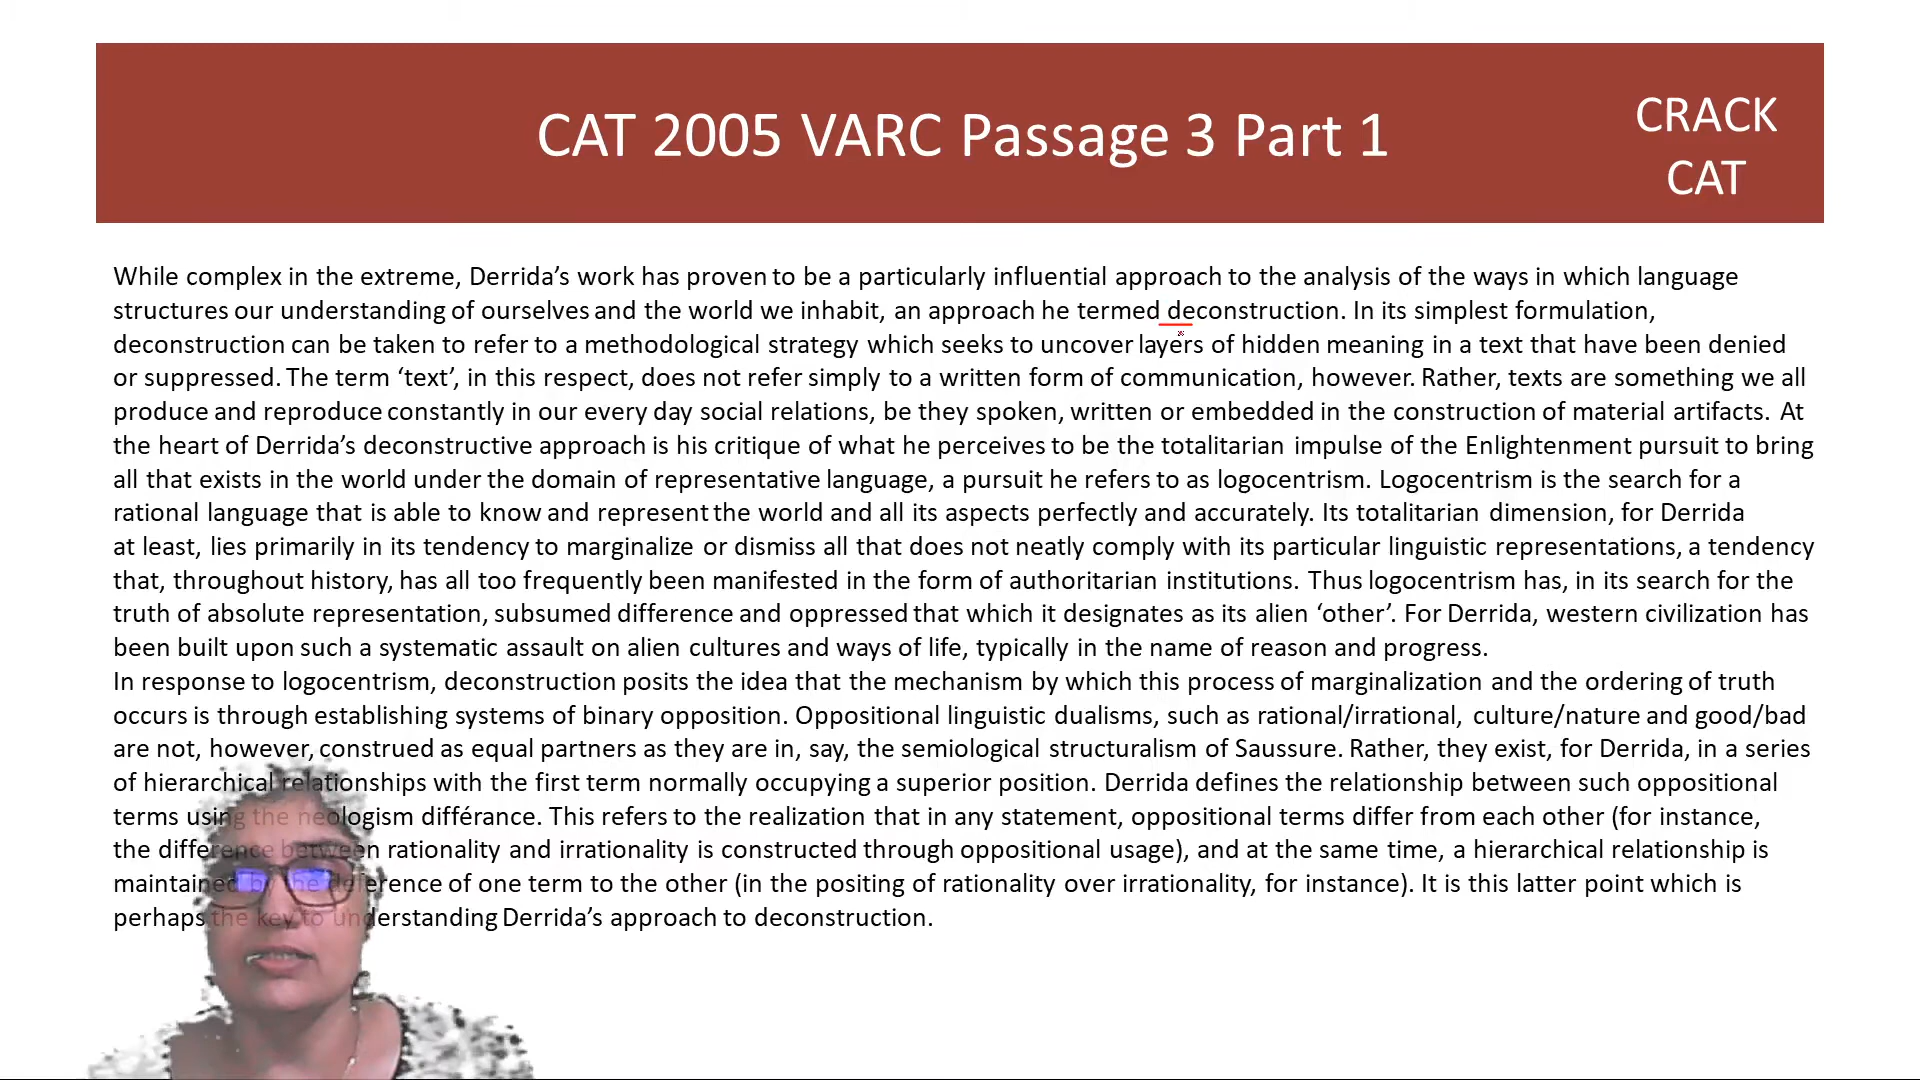 CAT 2005 VARC Passage 3 Part 1
CRACK
CAT
While complex in the extreme, Derrida’s work has proven to be a particularly influential approach to the analysis of the ways in which language
structures our understanding of ourselves and the world we inhabit, an approach he termed deconstruction. In its simplest formulation,
deconstruction can be taken to refer to a methodological strategy which seeks to uncover layers of hidden meaning in a text that have been denied
or suppressed. The term ‘text’, in this respect, does not refer simply to a written form of communication, however. Rather, texts are something we all
produce and reproduce constantly in our every day social relations, be they spoken, written or embedded in the construction of material artifacts. At
the heart of Derrida’s deconstructive approach is his critique of what he perceives to be the totalitarian impulse of the Enlightenment pursuit to bring
all that exists in the world under the domain of representative language, a pursuit he refers to as logocentrism. Logocentrism is the search for a
rational language that is able to know and represent the world and all its aspects perfectly and accurately. Its totalitarian dimension, for Derrida
at least, lies primarily in its tendency to marginalize or dismiss all that does not neatly comply with its particular linguistic representations, a tendency
that, throughout history, has all too frequently been manifested in the form of authoritarian institutions. Thus logocentrism has, in its search for the
truth of absolute representation, subsumed difference and oppressed that which it designates as its alien ‘other’. For Derrida, western civilization has
been built upon such a systematic assault on alien cultures and ways of life, typically in the name of reason and progress.
In response to logocentrism, deconstruction posits the idea that the mechanism by which this process of marginalization and the ordering of truth
occurs is through establishing systems of binary opposition. Oppositional linguistic dualisms, such as rational/irrational, culture/nature and good/bad
are not, however, construed as equal partners as they are in, say, the semiological structuralism of Saussure. Rather, they exist, for Derrida, in a series
of hierarchical relationships with the first term normally occupying a superior position. Derrida defines the relationship between such oppositional
terms using the neologism différance. This refers to the realization that in any statement, oppositional terms differ from each other (for instance,
the difference between rationality and irrationality is constructed through oppositional usage), and at the same time, a hierarchical relationship is
maintained by the deference of one term to the other (in the positing of rationality over irrationality, for instance). It is this latter point which is
perhaps the key to understanding Derrida’s approach to deconstruction.